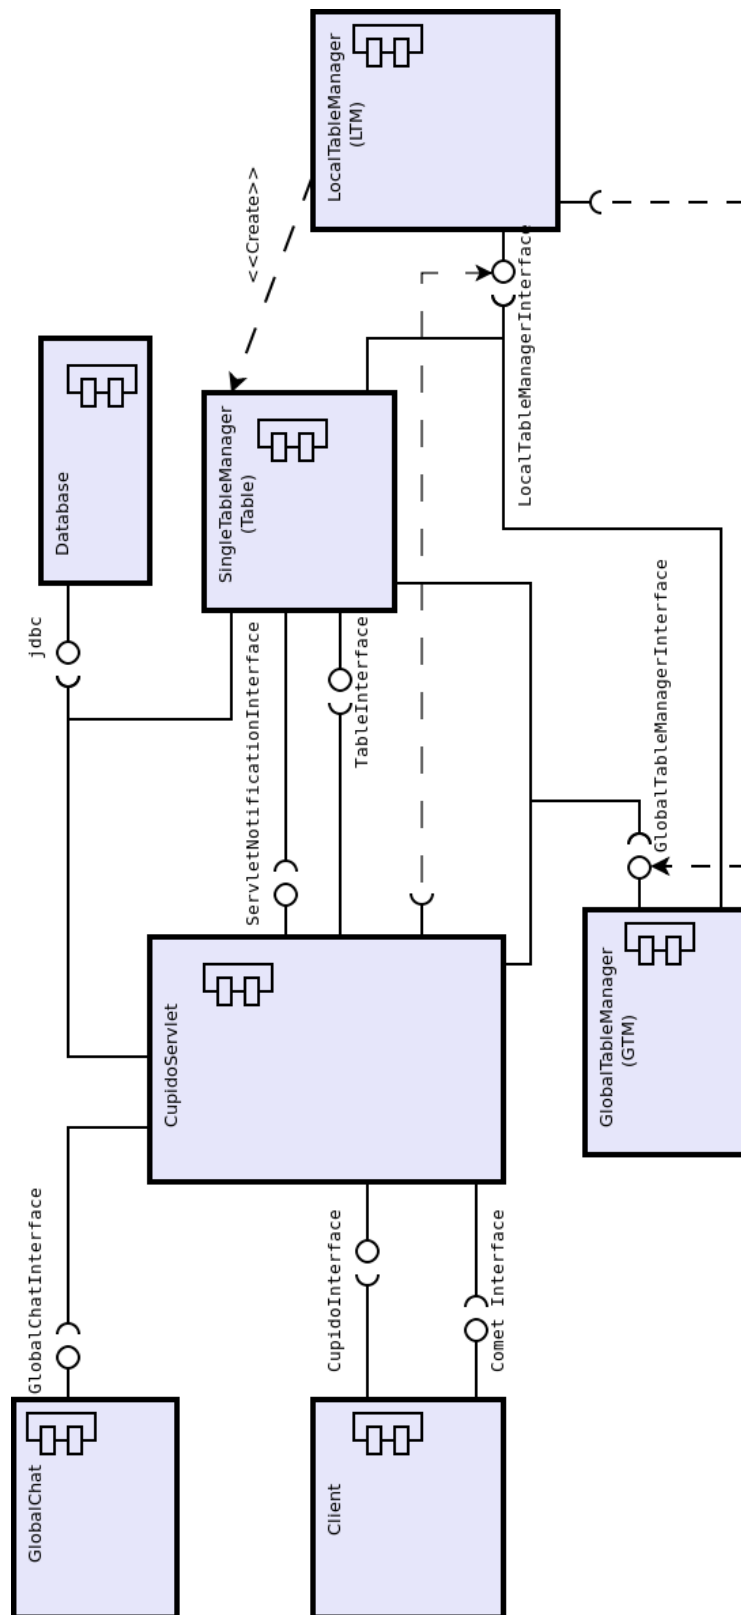 GlobalChat
GlobalChatInterface
Client
CupidoInterface
Comet Interface
CupidoServlet
jdbc
Database
ServletNotificationInterface
TableInterface
SingleTableManager
(Table)
<<Create>>
LocalTableManager
(LTM)
LocalTableManagerInterface
GlobalTableManagerInterface
GlobalTableManager
(GTM)